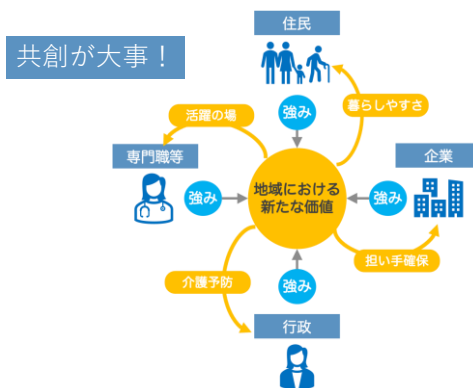 共創が大事！
住民
強み
暮らしやすさ
活躍の場
専門職等
強み
地域における
新たな価値
強み
企業
担い手確保
介護予防
強み
行政